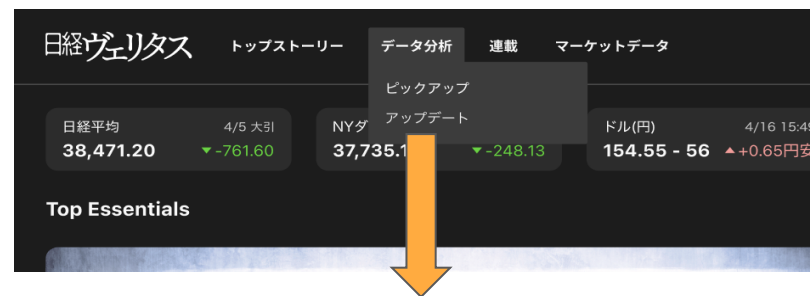 日経ヴェリタス トップストーリー データ分析 連載 マーケットデータ
ピックアップ
アップデート
日経平均 4/5 大引
38,471.20 ▼-761.60
NYダ
37,735.1 ▼-248.13
ドル(円) 4/16 15:49
154.55 - 56 ▲+0.65円安
Top Essentials